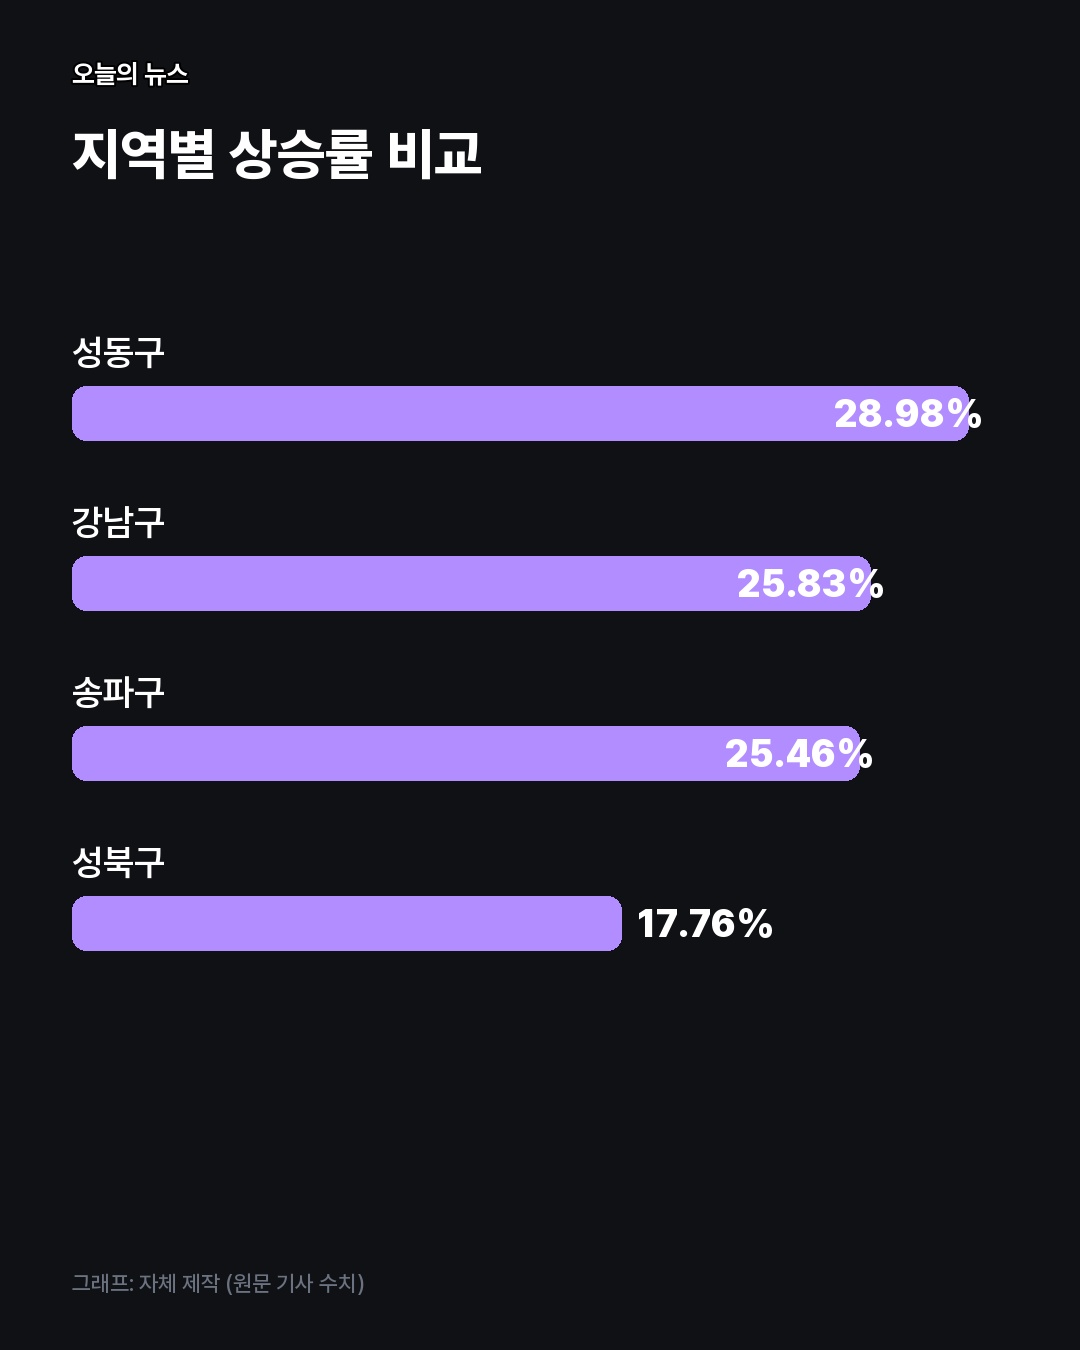 오늘의 뉴스
지역별 상승률 비교
성동구
28.98%
강남구
25.83%
송파구
25.46%
성북구
17.76%
그래프: 자체 제작 (원문 기사 수치)